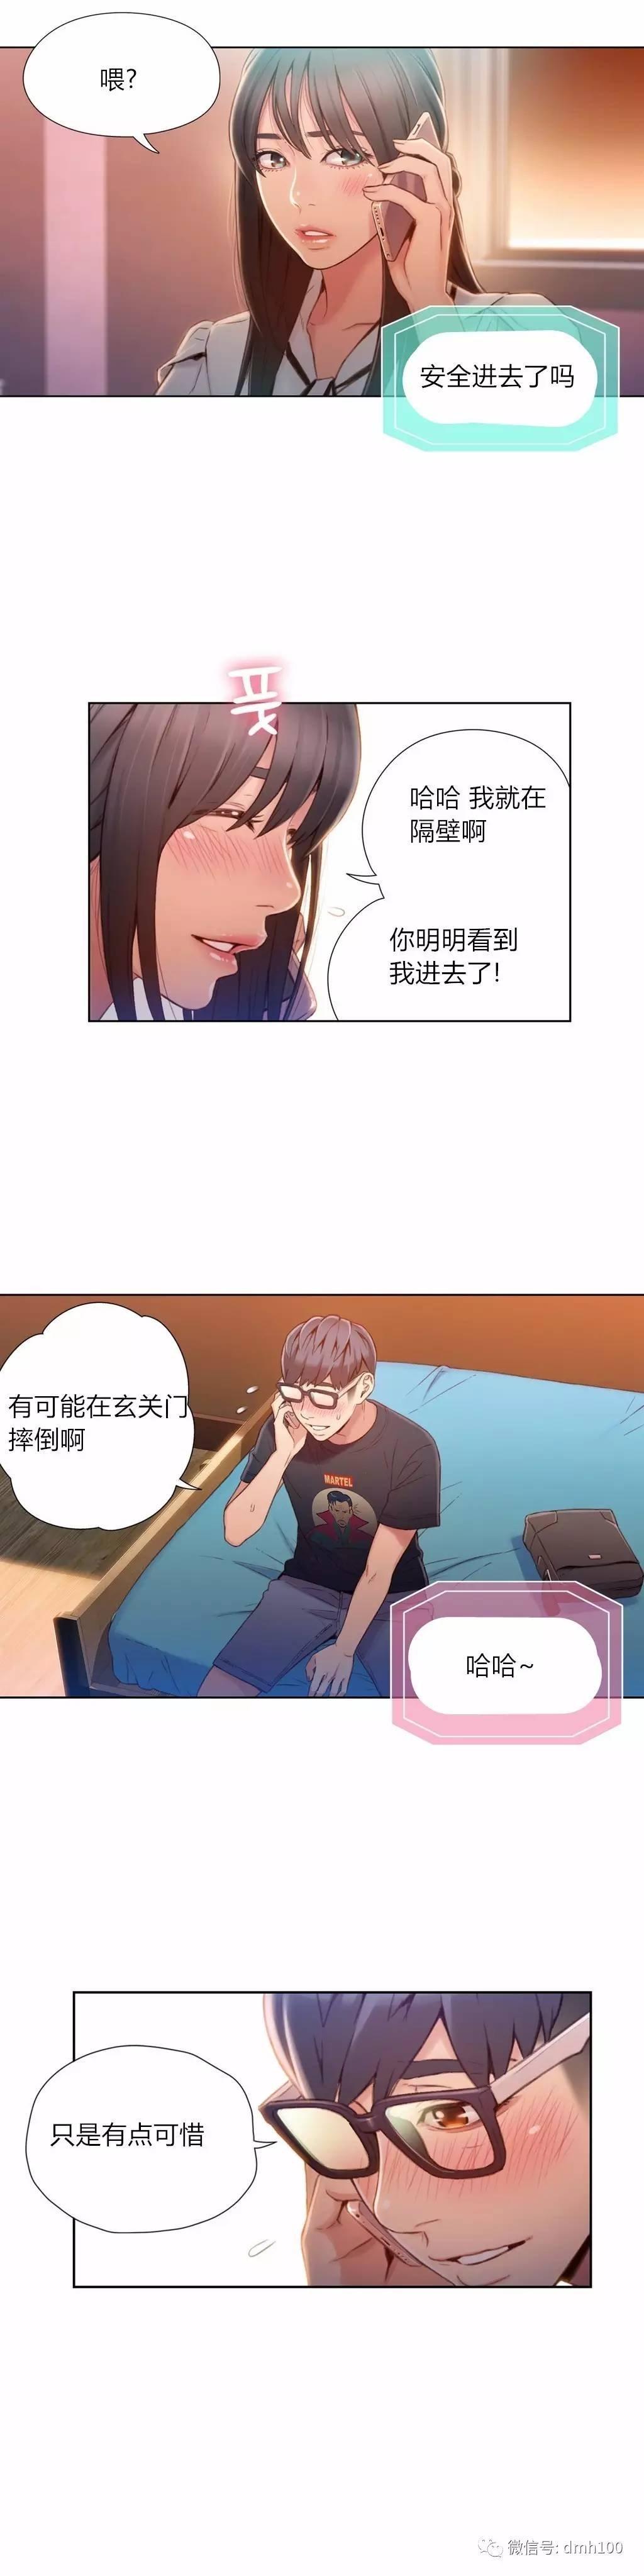 喂?
安全进去了吗
풉
哈哈 我就在
隔壁啊
你明明看到
我进去了!
有可能在玄关门
摔倒啊
MARTEL
哈哈~
只是有点可惜
微信号: dmh100